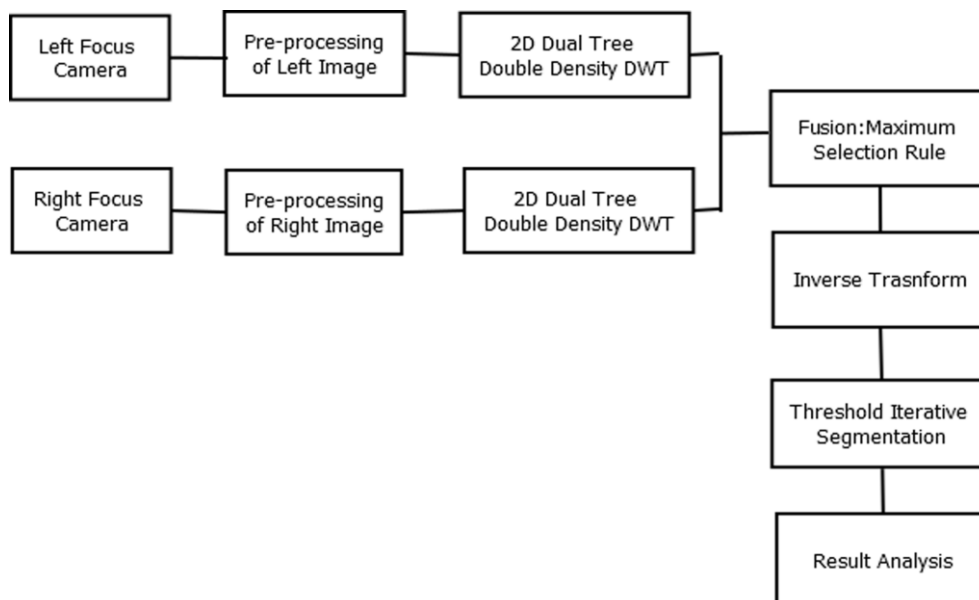 Left Focus
Camera
Pre-processing
of Left Image
2D Dual Tree
Double Density DWT
Fusion:Maximum
Selection Rule
Right Focus
Camera
Pre-processing
of Right Image
2D Dual Tree
Double Density DWT
Inverse Trasnform
Threshold Iterative
Segmentation
Result Analysis